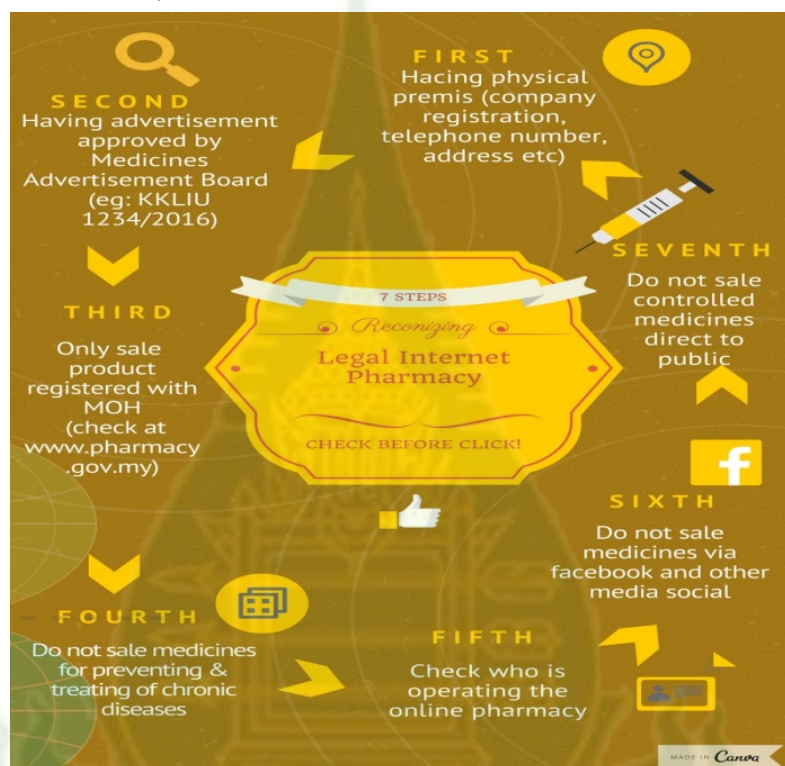 FIRST
Hacing physical
premis (company
registration,
telephone number,
address etc)
SECOND
Having advertisement
approved by
Medicines
Advertisement Board
(eg: KKLIU
1234/2016)
THIRD
Only sale
product
registered with
MOH
(check at
www.pharmacy
.gov.my)
FOURTH
Do not sale medicines
for preventing &
treating of chronic
diseases
FIFTH
Check who is
operating the
online pharmacy
SIXTH
Do not sale
medicines via
facebook and other
media social
SEVENTH
Do not sale
controlled
medicines
direct to
public
7 STEPS
Reconizing
Legal Internet
Pharmacy
CHECK BEFORE CLICK!
f
MADE IN Canva